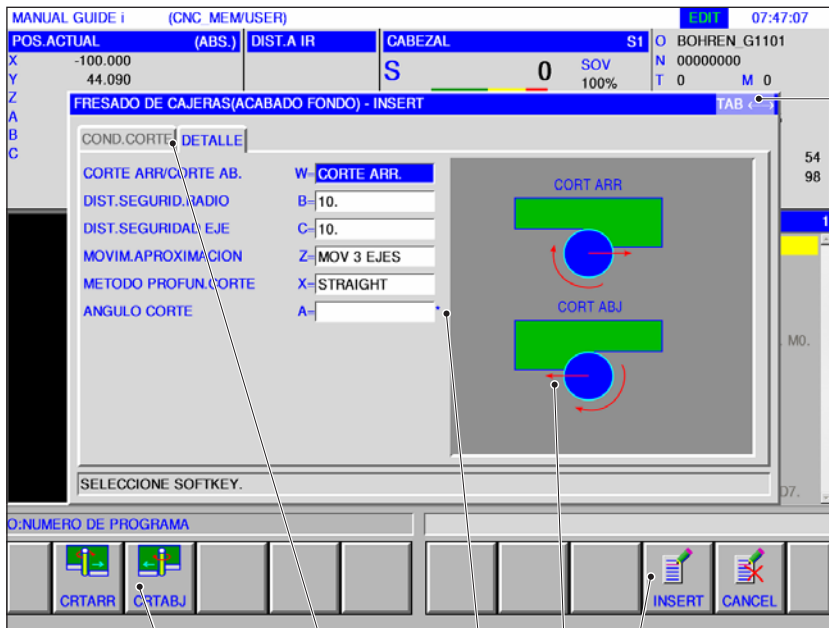 MANUAL GUIDE i (CNC_MEM/USER) EDIT 07:47:07
POS.ACTUAL (ABS.) DIST.A IR CABEZAL S1 O BOHREN_G1101
X -100.000 S 0 SOV N 00000000
Y 44.090 100% T 0 M 0
Z FRESADO DE CAJERAS(ACABADO FONDO) - INSERT TAB
A
B COND.CORTE DETALLE
C 54
98
CORTE ARR/CORTE AB. W= CORTE ARR. CORT ARR
DIST.SEGURID.RADIO B= 10.
DIST.SEGURIDAD EJE C= 10. 1
MOVIM.APROXIMACION Z= MOV 3 EJES
METODO PROFUN.CORTE X= STRAIGHT
ANGULO CORTE A= * CORT ABJ
M0.
SELECCIONE SOFTKEY.
D7.
O:NUMERO DE PROGRAMA
CRTARR CRTABJ INSERT CANCEL